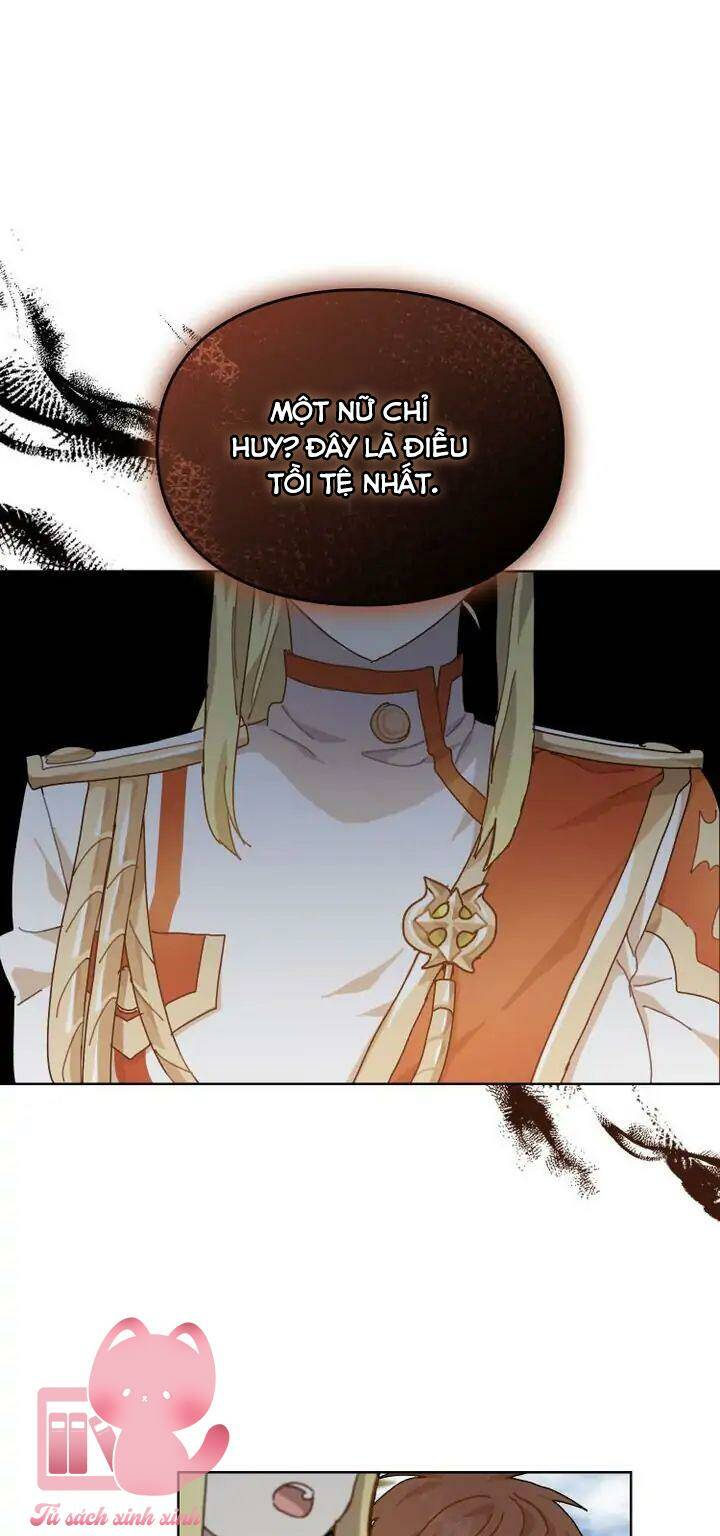 MỘT NỮ CHỈ
HUY? ĐÂY LÀ ĐIỀU
TỒI TỆ NHẤT.
Tủ sách xinh xinh